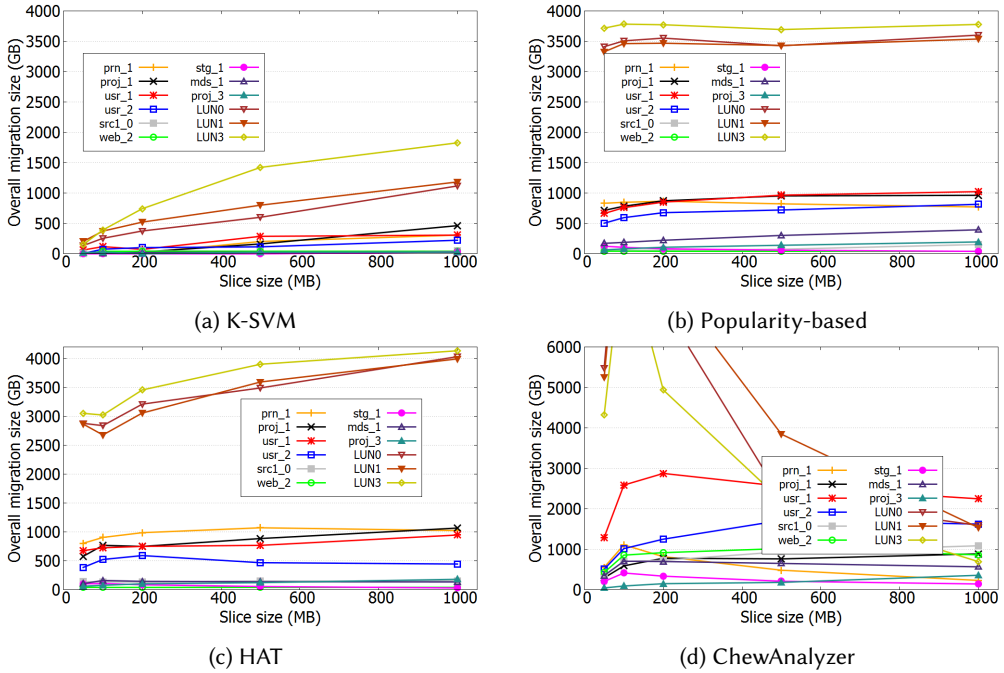 Overall migration size (GB)
4000
3500
3000
2500
2000
1500
1000
500
0
prn_1 stg_1
proj_1 mds_1
usr_1 proj_3
usr_2 LUN0
src1_0 LUN1
web_2 LUN3
0 200 400 600 800 1000
Slice size (MB)
(a) K-SVM
Overall migration size (GB)
4000
3500
3000
2500
2000
1500
1000
500
0
prn_1 stg_1
proj_1 mds_1
usr_1 proj_3
usr_2 LUN0
src1_0 LUN1
web_2 LUN3
0 200 400 600 800 1000
Slice size (MB)
(b) Popularity-based
Overall migration size (GB)
4000
3500
3000
2500
2000
1500
1000
500
0
prn_1 stg_1
proj_1 mds_1
usr_1 proj_3
usr_2 LUN0
src1_0 LUN1
web_2 LUN3
0 200 400 600 800 1000
Slice size (MB)
(c) HAT
Overall migration size (GB)
6000
5000
4000
3000
2000
1000
0
prn_1 stg_1
proj_1 mds_1
usr_1 proj_3
usr_2 LUN0
src1_0 LUN1
web_2 LUN3
0 200 400 600 800 1000
Slice size (MB)
(d) ChewAnalyzer